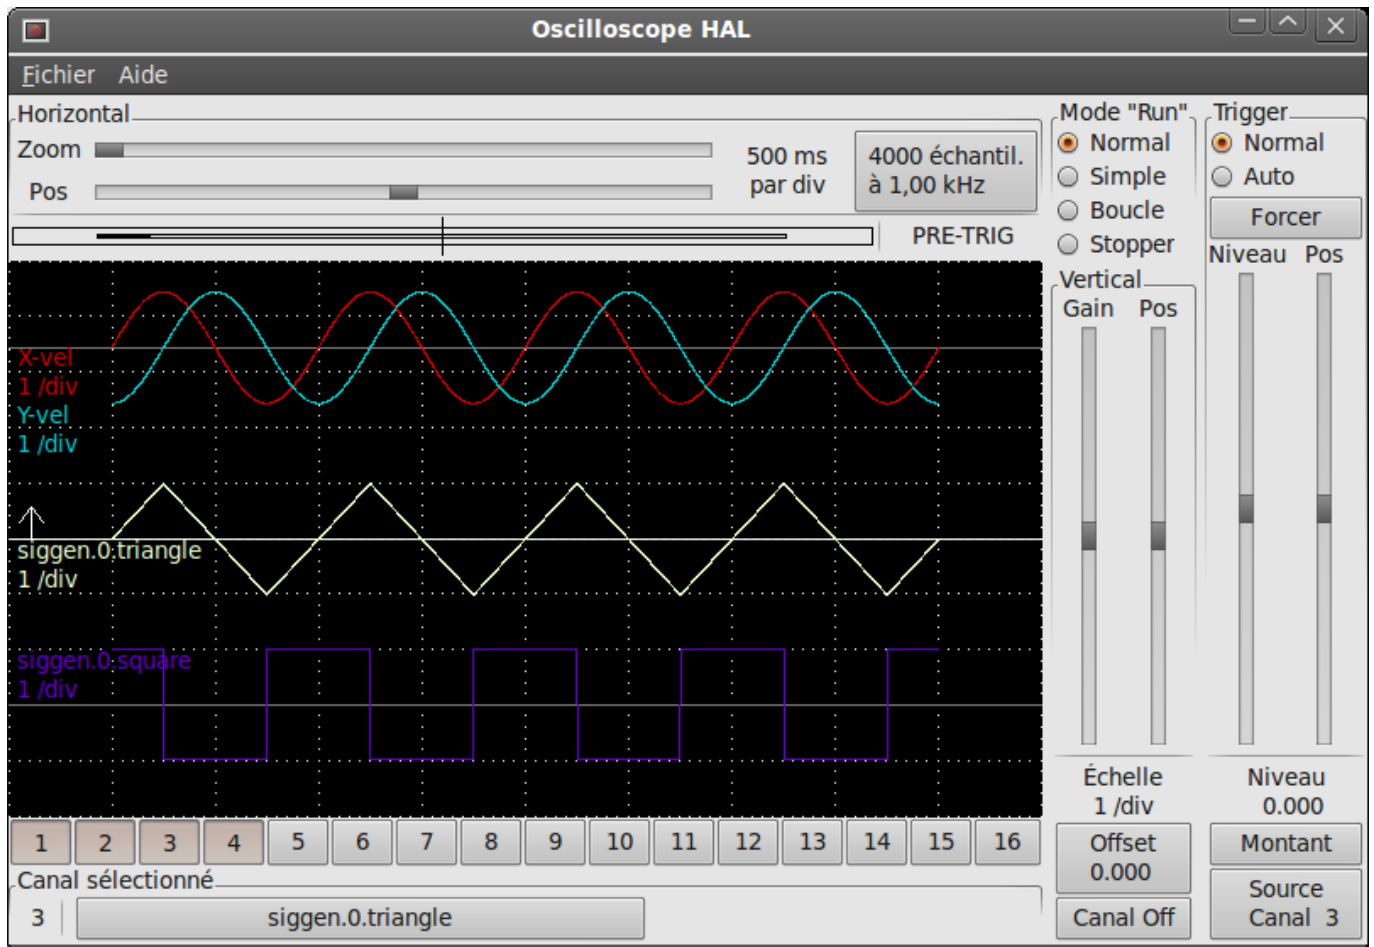 Oscilloscope HAL
Fichier Aide
Horizontal
Zoom
Pos
500 ms
par div
4000 échantil.
à 1,00 kHz
PRE-TRIG
Mode "Run"
Normal
Simple
Boucle
Stopper
Trigger
Normal
Auto
Forcer
Niveau Pos
Vertical
Gain Pos
X-vel
1 /div
Y-vel
1 /div
siggen.0.triangle
1 /div
siggen.0.square
1 /div
Échelle
1 /div
Offset
0.000
Canal Off
Niveau
0.000
Montant
Source
Canal 3
1 2 3 4 5 6 7 8 9 10 11 12 13 14 15 16
Canal sélectionné
3 siggen.0.triangle